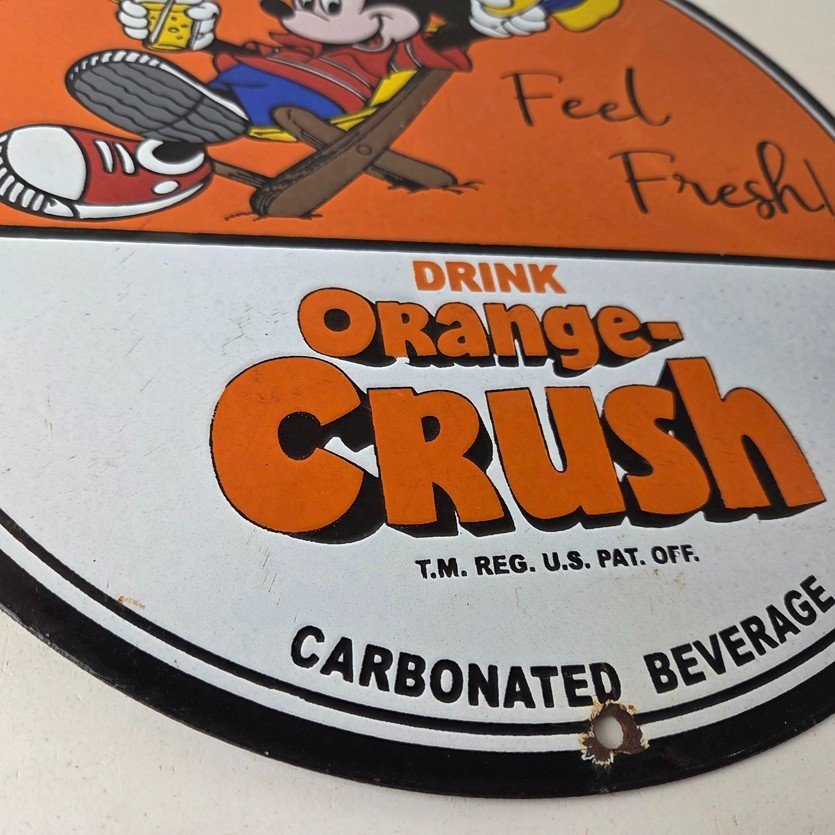 Feel
Fresh!
DRINK
ORange-
CRush
T.M. REG. U.S. PAT. OFF.
CARBONATED BEVERAGE